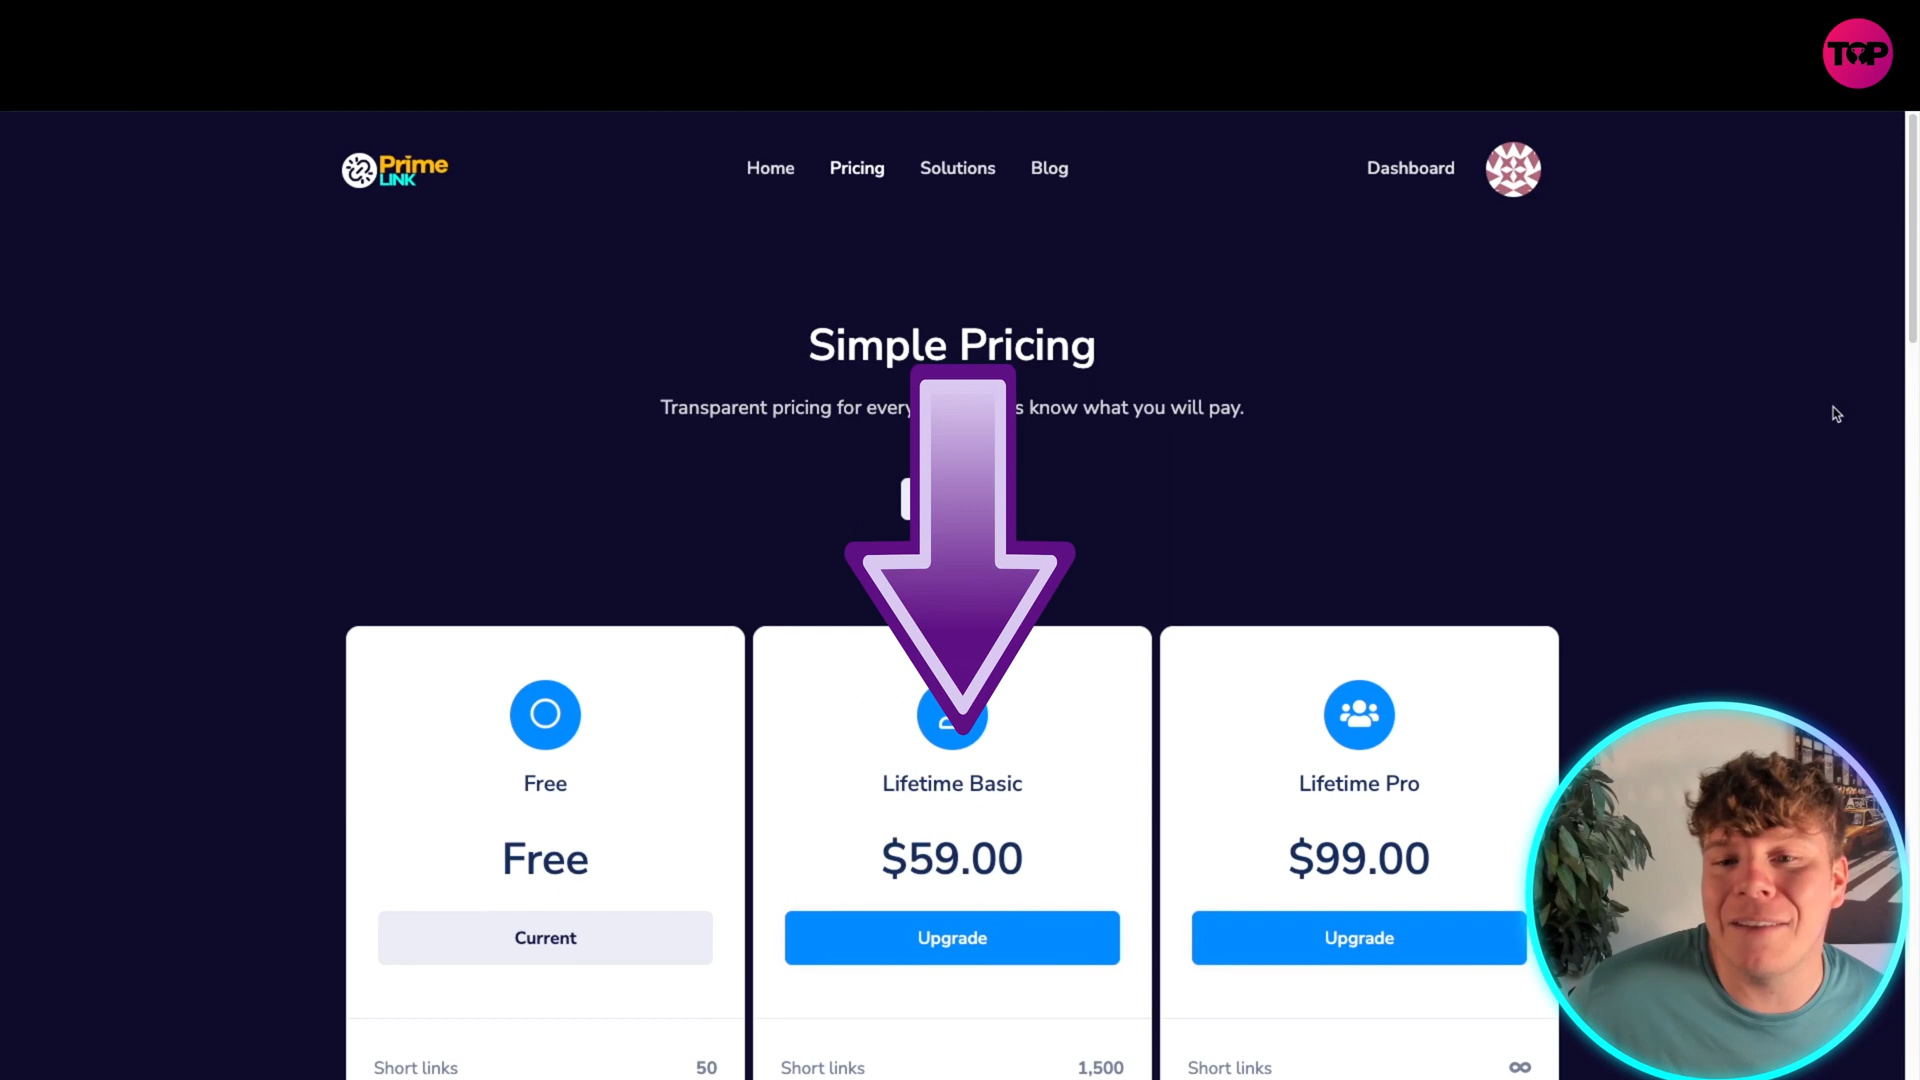 TOP
Prime
LINK
Home Pricing Solutions Blog Dashboard
Simple Pricing
Transparent pricing for every s know what you will pay.
Free Lifetime Basic Lifetime Pro
Free $59.00 $99.00
Current Upgrade Upgrade
Short links 50 Short links 1,500 Short links ∞